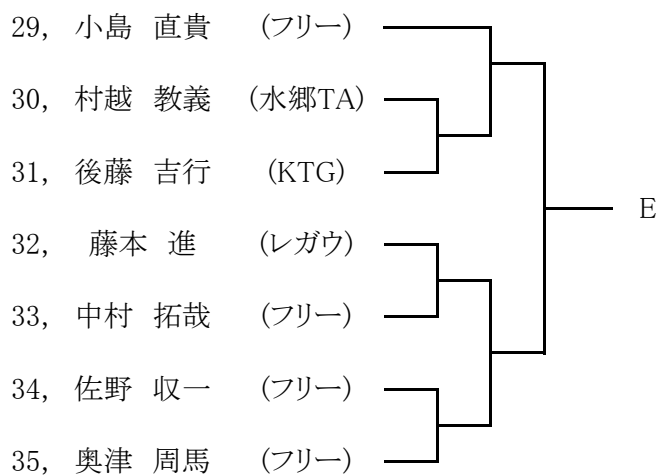 29, 小島 直貴 (フリー)
30, 村越 教義 (水郷TA)
31, 後藤 吉行 (KTG)
32, 藤本 進 (レガウ)
33, 中村 拓哉 (フリー)
34, 佐野 収一 (フリー)
35, 奥津 周馬 (フリー)
E